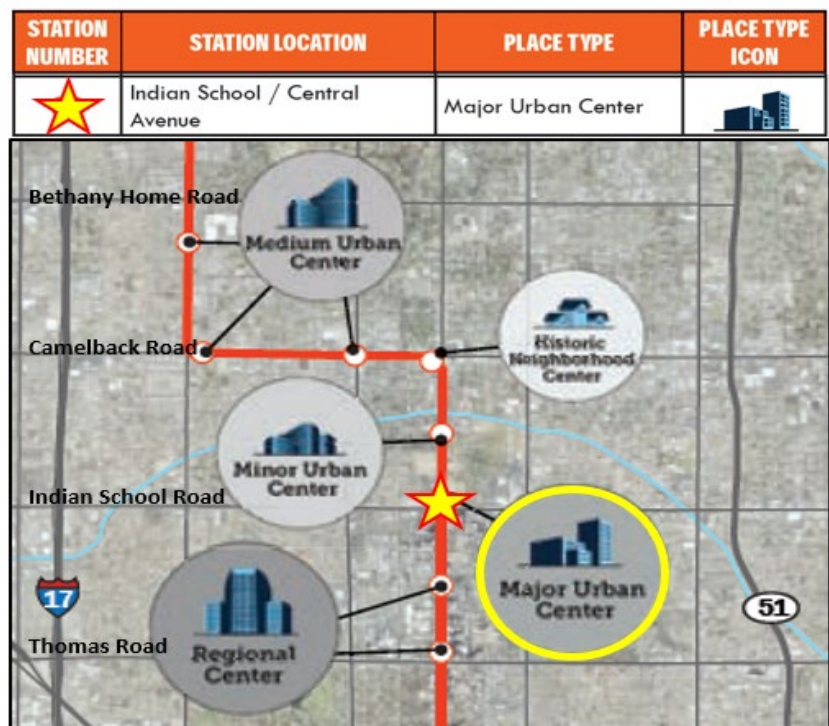 STATION NUMBER
STATION LOCATION
PLACE TYPE
PLACE TYPE ICON
Indian School / Central
Avenue
Major Urban Center
Bethany Home Road
Medium Urban
Center
Camelback Road
Historic
Neighborhood
Center
Minor Urban
Center
Indian School Road
Major Urban
Center
17
51
Regional
Center
Thomas Road